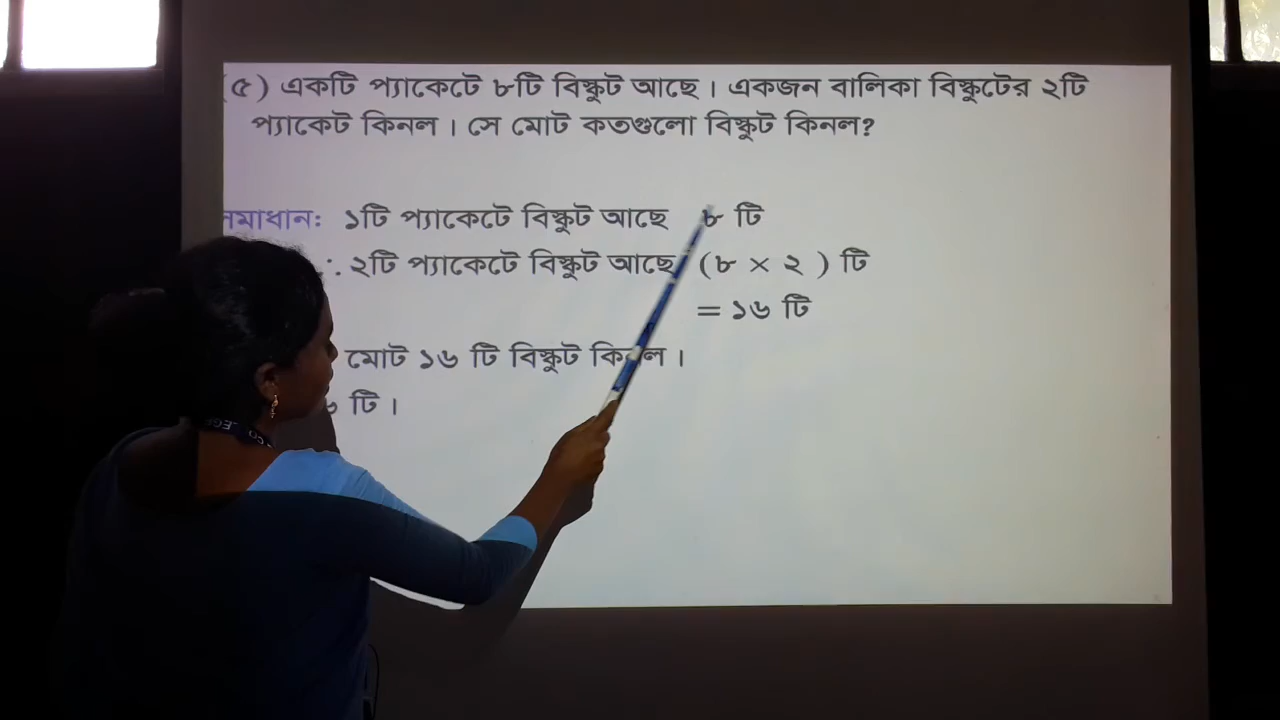 (৫) একটি প্যাকেটে ৮টি বিস্কুট আছে । একজন বালিকা বিস্কুটের ২টি
প্যাকেট কিনল । সে মোট কতগুলো বিস্কুট কিনল?
সমাধান: ১টি প্যাকেটে বিস্কুট আছে ৮ টি
∴ ২টি প্যাকেটে বিস্কুট আছে (৮ × ২ ) টি
= ১৬ টি
মোট ১৬ টি বিস্কুট কিনল ।
টি ।